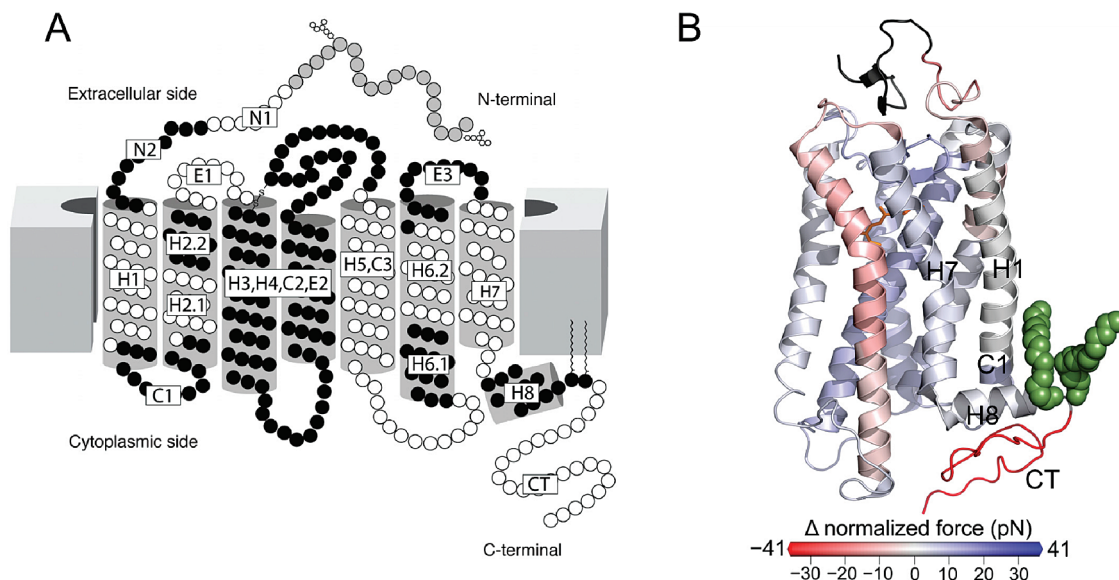 A
Extracellular side
N1
N-terminal
N2
E1
E3
H2.2
H1
H3,H4,C2,E2
H5,C3
H6.2
H7
H2.1
H6.1
C1
H8
Cytoplasmic side
CT
C-terminal
B
H7
H1
C1
H8
CT
Δ normalized force (pN)
−41
41
−30
−20
−10
0
10
20
30